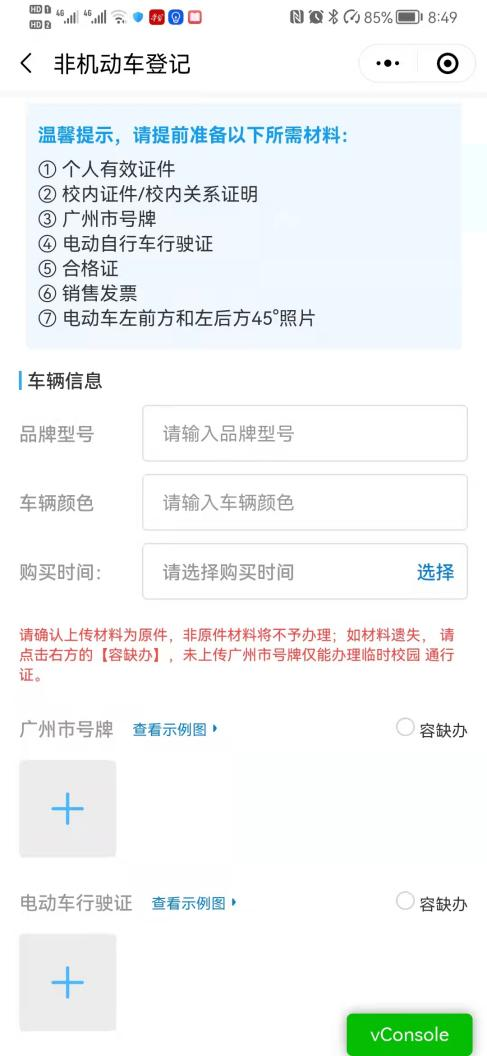 HD 1
HD 2
4G
4G
85%
8:49
非机动车登记
温馨提示，请提前准备以下所需材料：
① 个人有效证件
② 校内证件/校内关系证明
③ 广州市号牌
④ 电动自行车行驶证
⑤ 合格证
⑥ 销售发票
⑦ 电动车左前方和左后方45°照片
车辆信息
品牌型号 请输入品牌型号
车辆颜色 请输入车辆颜色
购买时间： 请选择购买时间 选择
请确认上传材料为原件，非原件材料将不予办理；如材料遗失， 请
点击右方的【容缺办】，未上传广州市号牌仅能办理临时校园 通行
证。
广州市号牌 查看示例图 容缺办
电动车行驶证 查看示例图 容缺办
vConsole